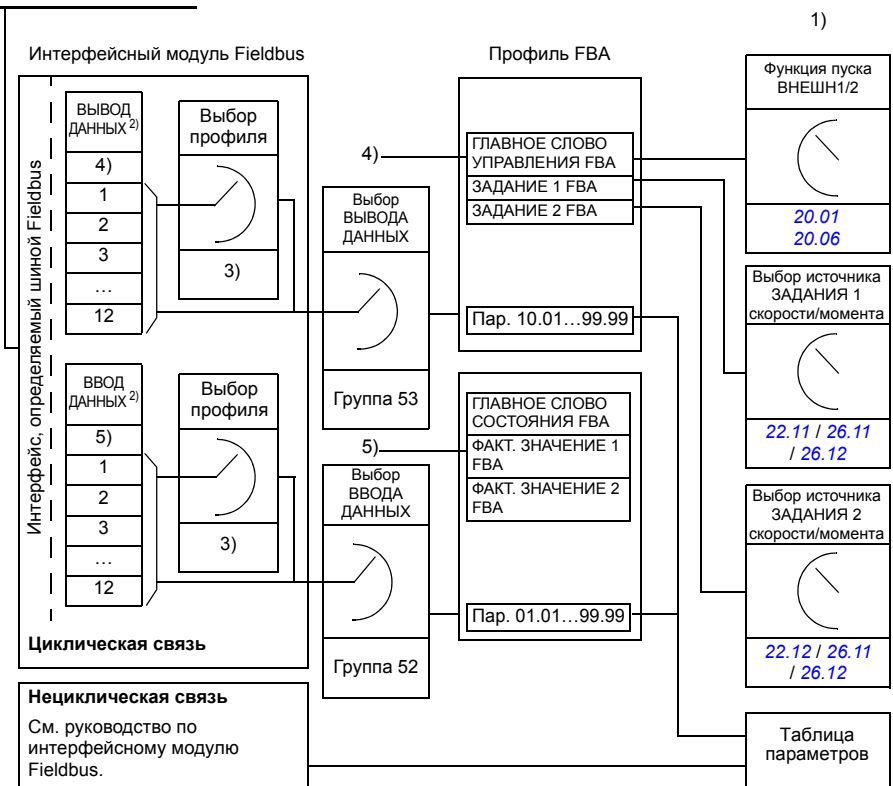 1)
Интерфейсный модуль Fieldbus
Профиль FBA
Интерфейс, определяемый шиной Fieldbus
ВЫВОД
ДАННЫХ 2)
4)
1
2
3
…
12
Выбор
профиля
3)
ВВОД
ДАННЫХ 2)
5)
1
2
3
…
12
Выбор
профиля
3)
Циклическая связь
4)
Выбор
ВЫВОДА
ДАННЫХ
Группа 53
5)
Выбор
ВВОДА
ДАННЫХ
Группа 52
ГЛАВНОЕ СЛОВО
УПРАВЛЕНИЯ FBA
ЗАДАНИЕ 1 FBA
ЗАДАНИЕ 2 FBA
Пар. 10.01…99.99
ГЛАВНОЕ СЛОВО
СОСТОЯНИЯ FBA
ФАКТ. ЗНАЧЕНИЕ 1
FBA
ФАКТ. ЗНАЧЕНИЕ 2
FBA
Пар. 01.01…99.99
Функция пуска
ВНЕШН1/2
20.01
20.06
Выбор источника
ЗАДАНИЯ 1
скорости/момента
22.11 / 26.11
/ 26.12
Выбор источника
ЗАДАНИЯ 2
скорости/момента
22.12 / 26.11
/ 26.12
Нециклическая связь
См. руководство по
интерфейсному модулю
Fieldbus.
Таблица
параметров